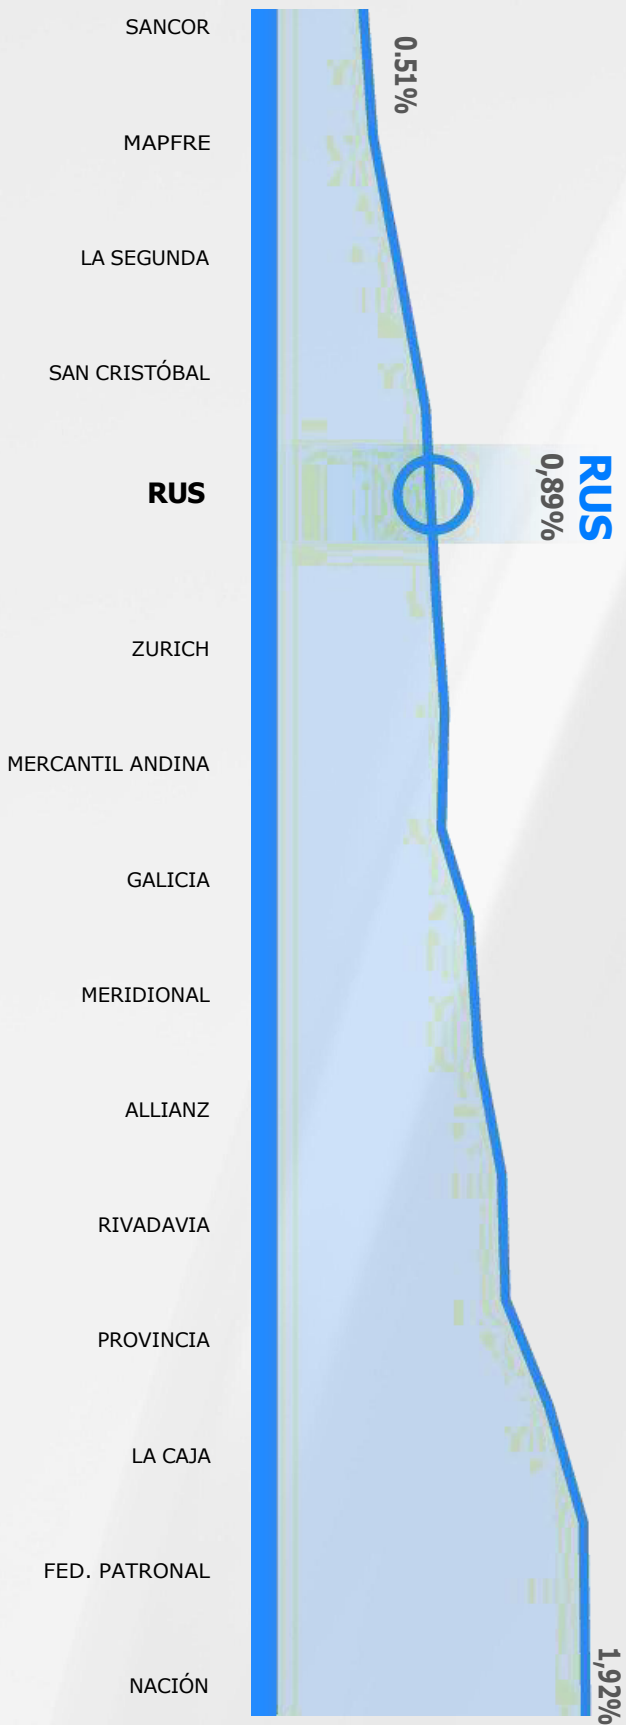 SANCOR
0.51%
MAPFRE
LA SEGUNDA
SAN CRISTÓBAL
RUS
RUS
0,89%
ZURICH
MERCANTIL ANDINA
GALICIA
MERIDIONAL
ALLIANZ
RIVADAVIA
PROVINCIA
LA CAJA
FED. PATRONAL
NACIÓN
1,92%